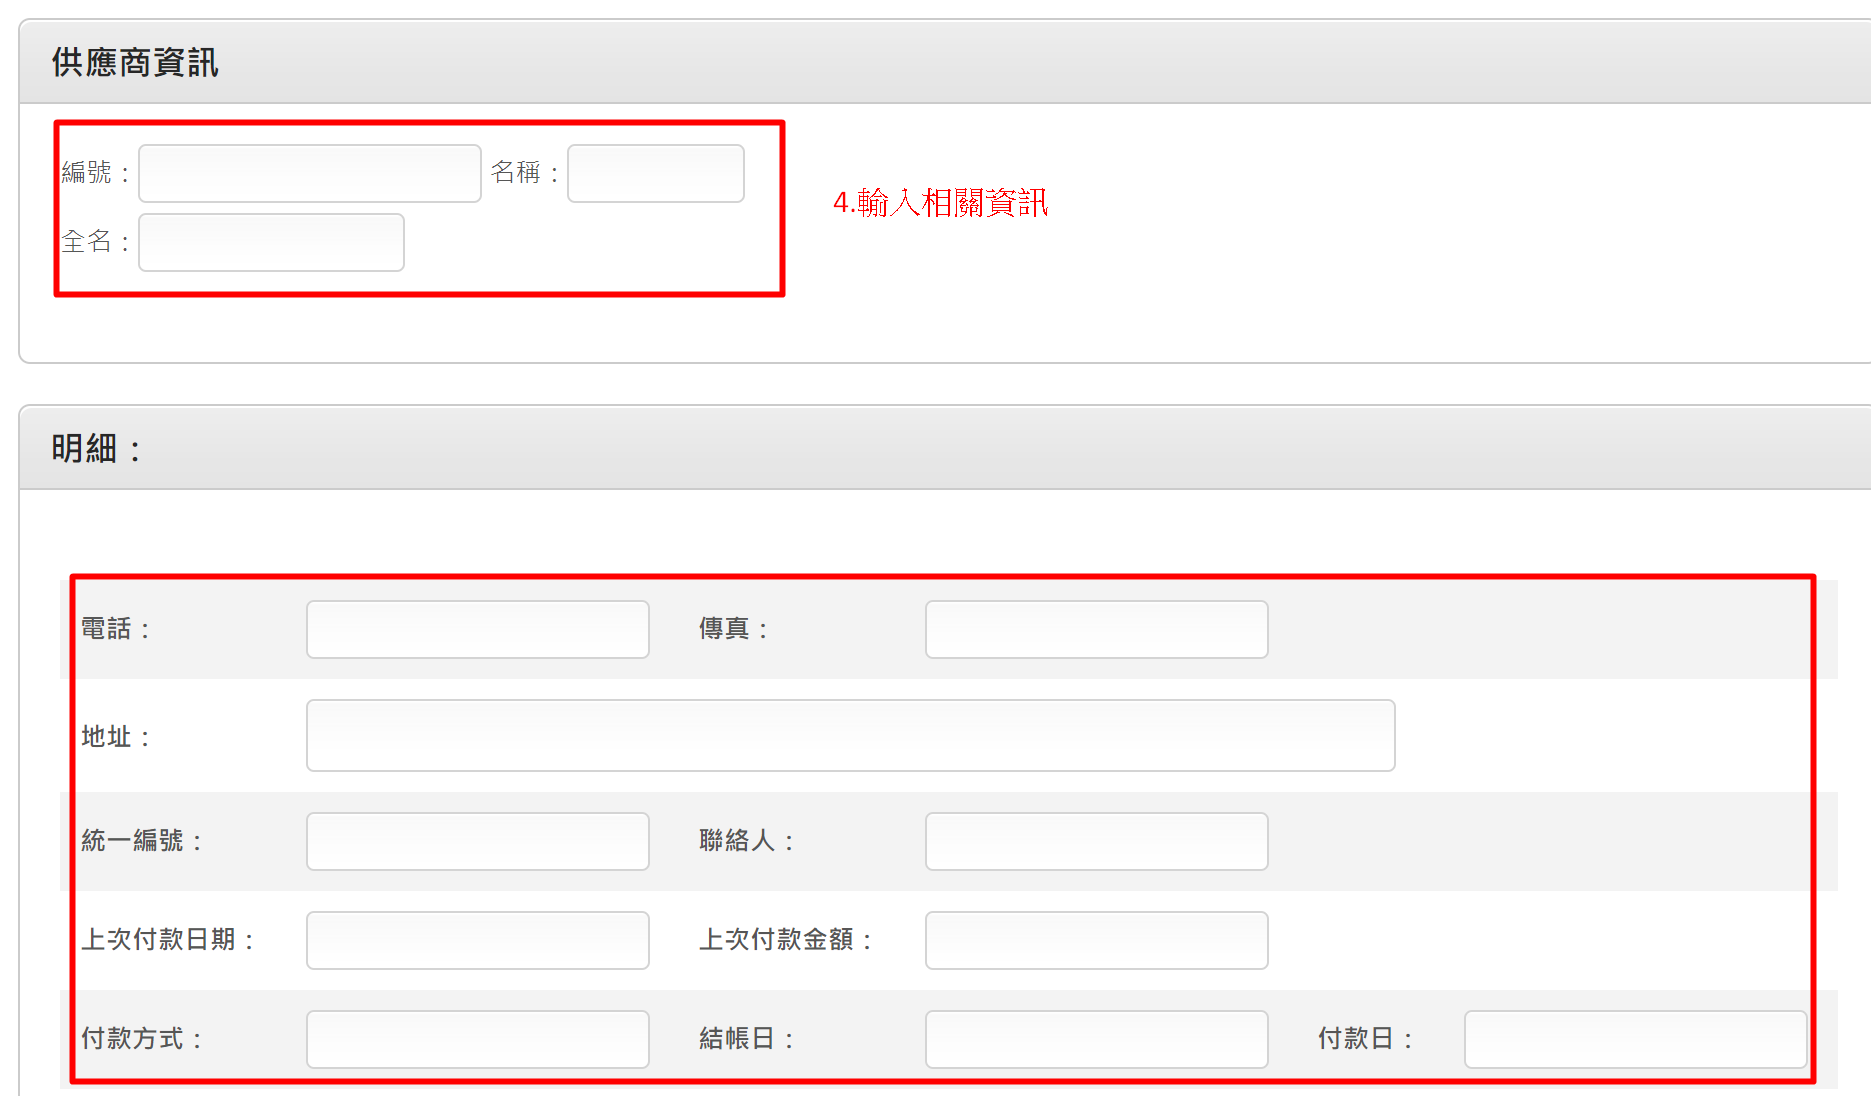 供應商資訊
編號： 名稱：
4.輸入相關資訊
全名：
明細：
電話： 傳真：
地址：
統一編號： 聯絡人：
上次付款日期： 上次付款金額：
付款方式： 結帳日： 付款日：